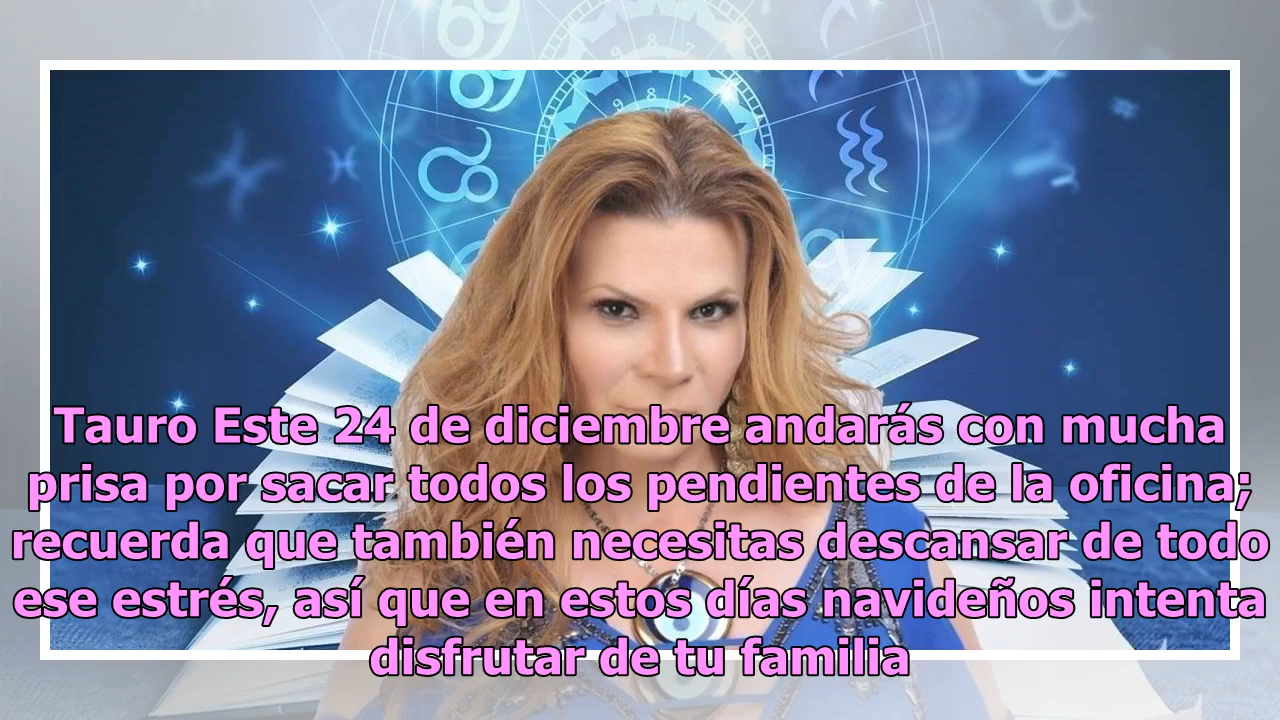 Tauro Este 24 de diciembre andarás con mucha
prisa por sacar todos los pendientes de la oficina;
recuerda que también necesitas descansar de todo
ese estrés, así que en estos días navideños intenta
disfrutar de tu familia